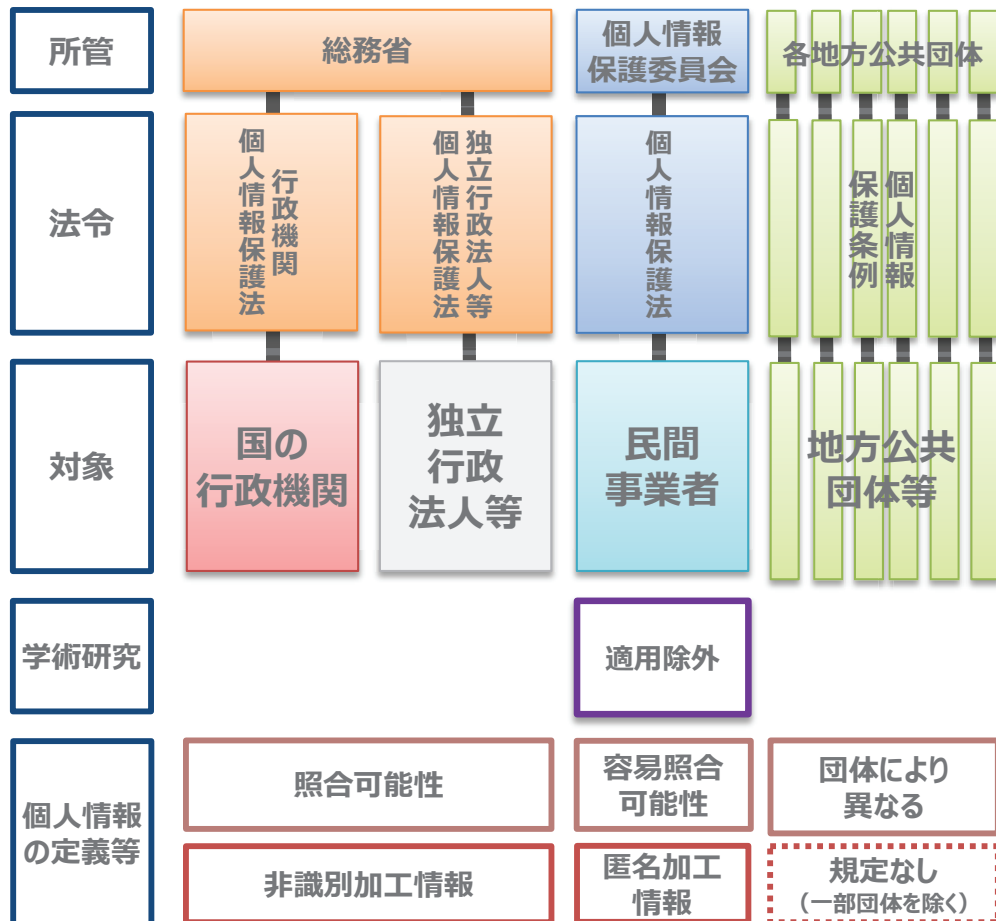 所管
総務省
個人情報
保護委員会
各地方公共団体
法令
行政機関
個人情報保護法
独立行政法人等
個人情報保護法
個人情報保護法
個人情報
保護条例
対象
国の
行政機関
独立
行政
法人等
民間
事業者
地方公共
団体等
学術研究
適用除外
個人情報
の定義等
照合可能性
容易照合
可能性
団体により
異なる
非識別加工情報
匿名加工
情報
規定なし
（一部団体を除く）